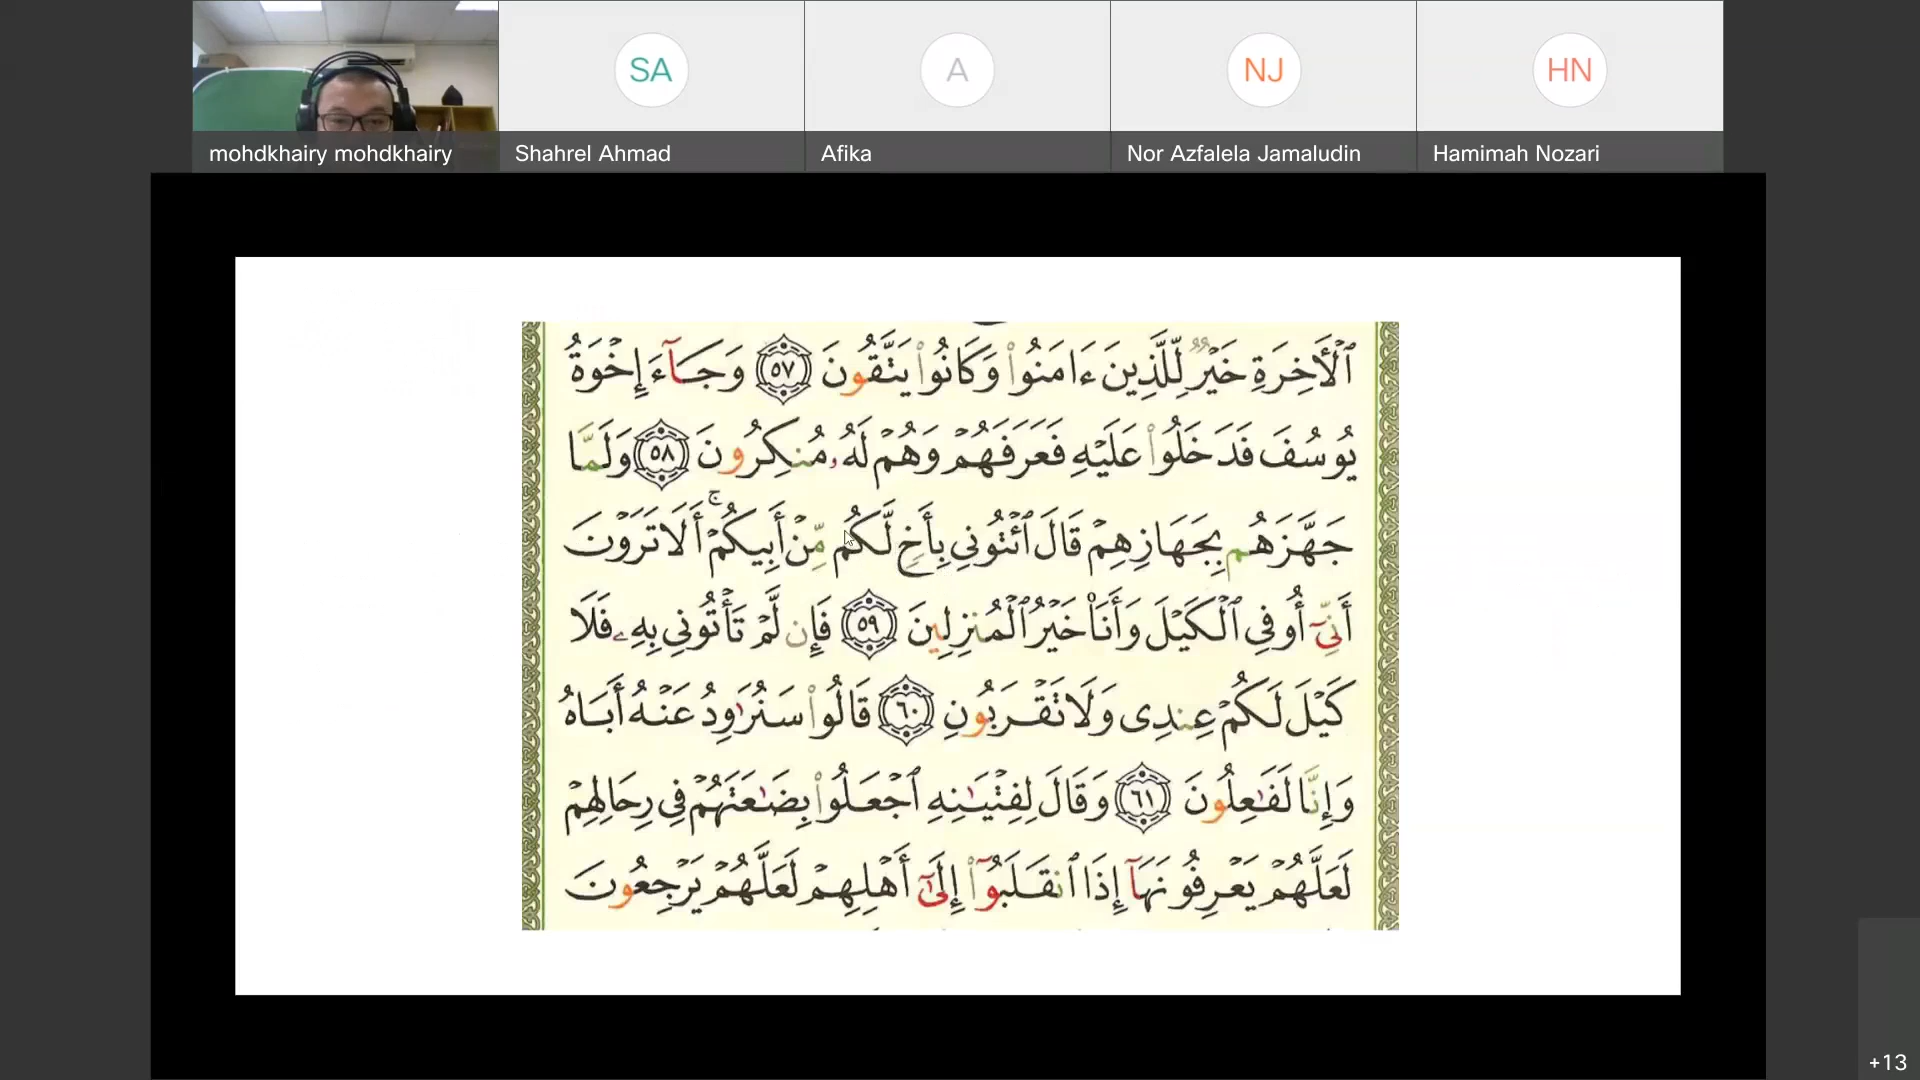 SA
A
NJ
HN
mohdkhairy mohdkhairy
Shahrel Ahmad
Afika
Nor Azfalela Jamaludin
Hamimah Nozari
ٱلْأَخِرَةِ خَيْرٌ لِّلَّذِينَ ءَامَنُوا۟ وَكَانُوا۟ يَتَّقُونَ ٥٧ وَجَآءَ إِخْوَةُ
يُوسُفَ فَدَخَلُوا۟ عَلَيْهِ فَعَرَفَهُمْ وَهُمْ لَهُۥ مُنكِرُونَ ٥٨ وَلَمَّا
جَهَّزَهُم بِجَهَازِهِمْ قَالَ ٱئْتُونِى بِأَخٍ لَّكُم مِّنْ أَبِيكُمْ ۚ أَلَا تَرَوْنَ
أَنِّىٓ أُوفِى ٱلْكَيْلَ وَأَنَا۠ خَيْرُ ٱلْمُنزِلِينَ ٥٩ فَإِن لَّمْ تَأْتُونِى بِهِۦ فَلَا
كَيْلَ لَكُمْ عِندِى وَلَا تَقْرَبُونِ ٦٠ قَالُوا۟ سَنُرَٰوِدُ عَنْهُ أَبَاهُ
وَإِنَّا لَفَـٰعِلُونَ ٦١ وَقَالَ لِفِتْيَـٰنِهِ ٱجْعَلُوا۟ بِضَـٰعَتَهُمْ فِى رِحَالِهِمْ
لَعَلَّهُمْ يَعْرِفُونَهَآ إِذَا ٱنقَلَبُوٓا۟ إِلَىٰٓ أَهْلِهِمْ لَعَلَّهُمْ يَرْجِعُونَ
+13